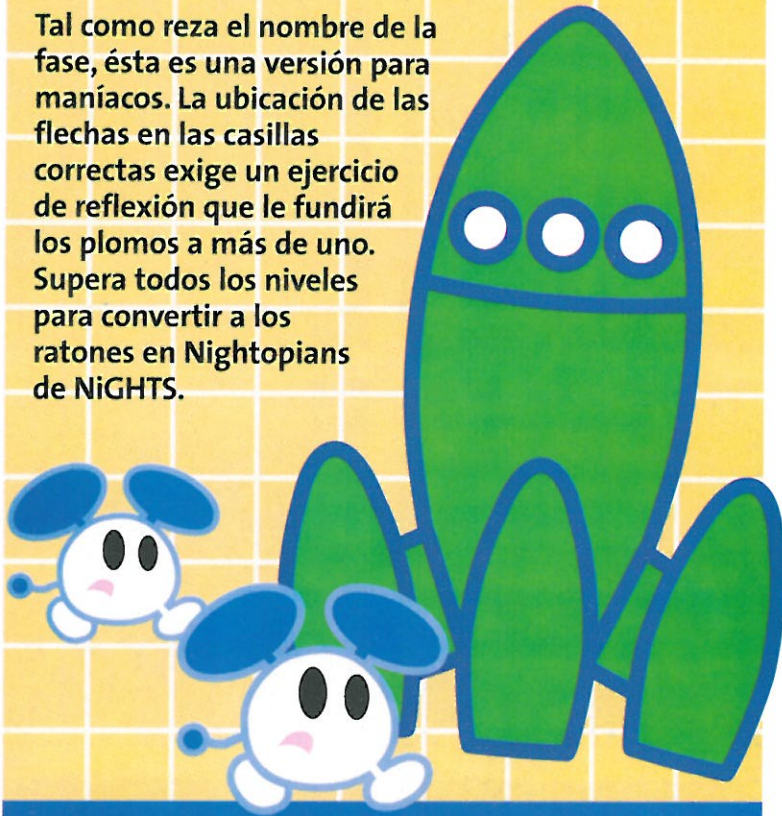 Tal como reza el nombre de la
fase, ésta es una versión para
maníacos. La ubicación de las
flechas en las casillas
correctas exige un ejercicio
de reflexión que le fundirá
los plomos a más de uno.
Supera todos los niveles
para convertir a los
ratones en Nightopians
de NiGHTS.